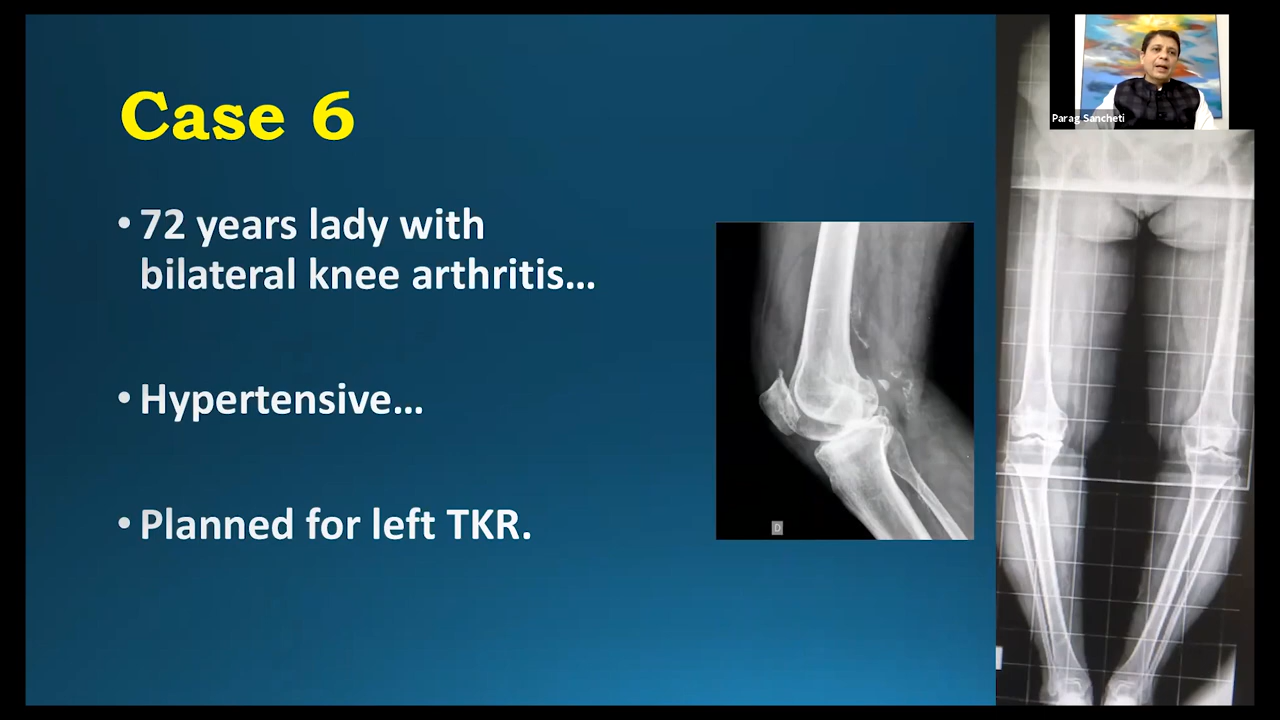 Case 6
• 72 years lady with
bilateral knee arthritis...
• Hypertensive...
• Planned for left TKR.
D
Parag Sancheti